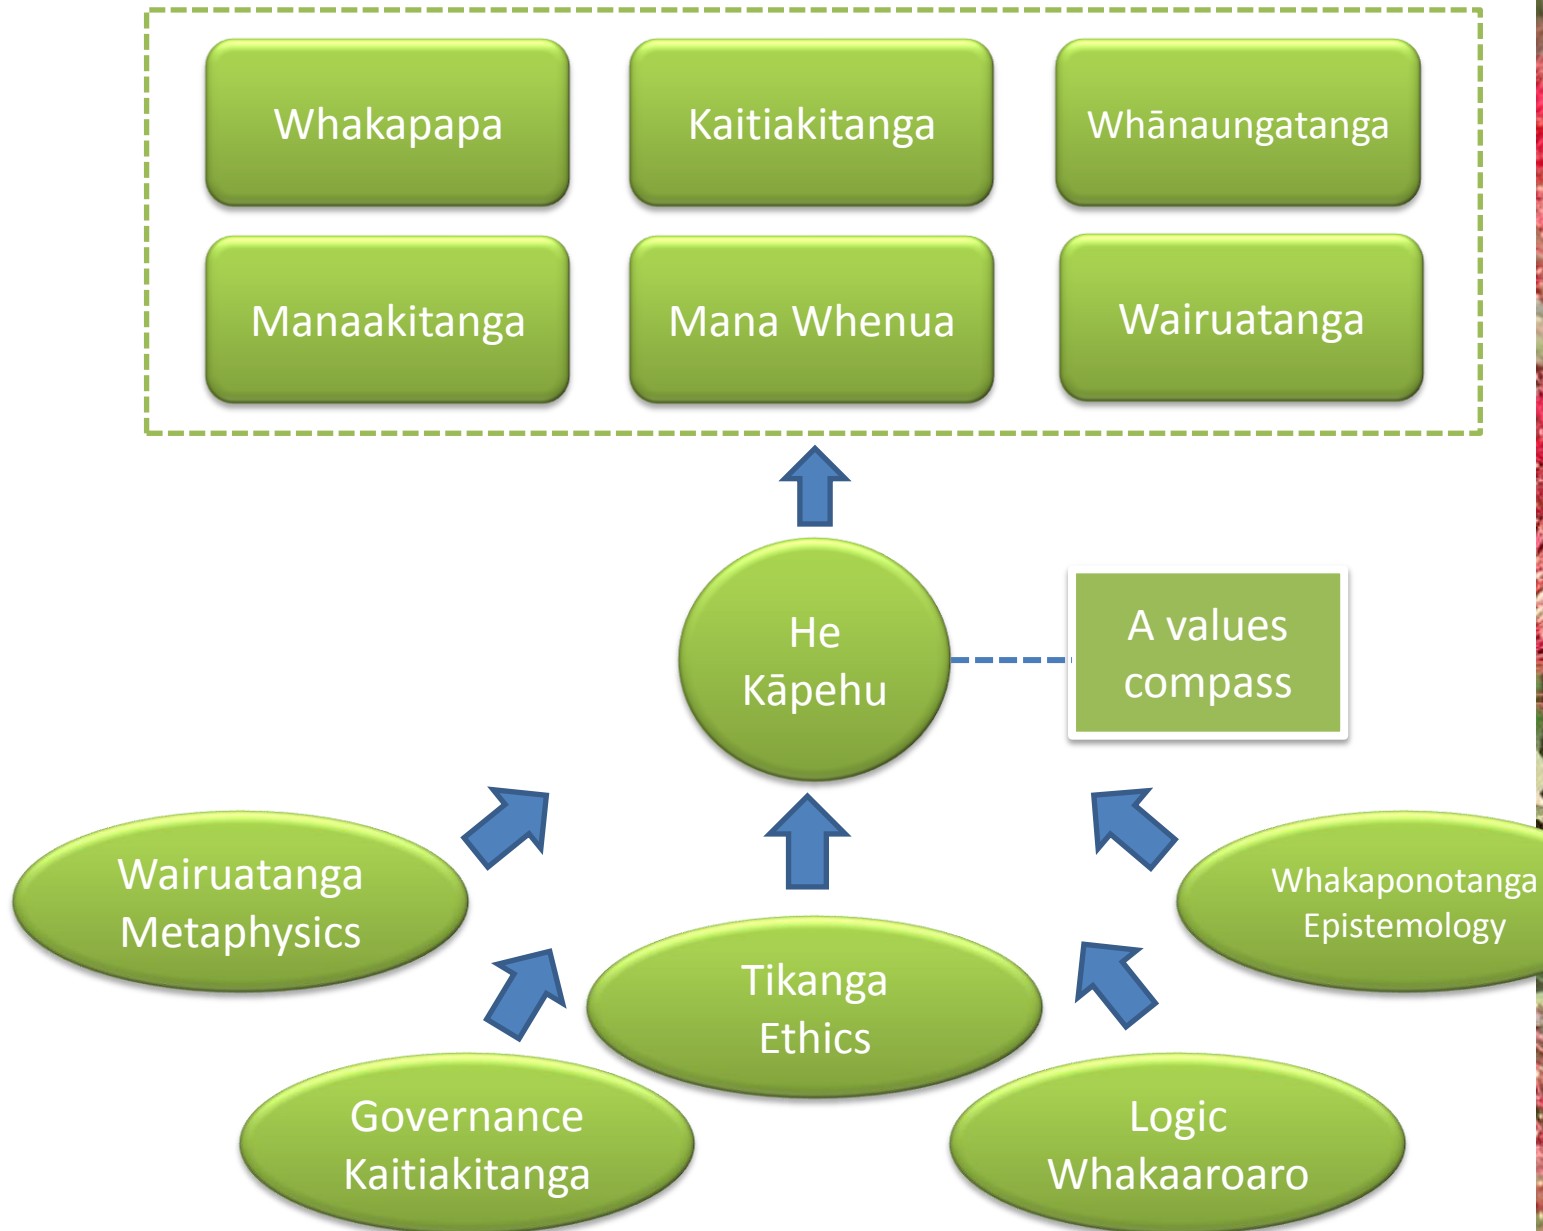 Whakapapa
Kaitiakitanga
Whānaungatanga
Manaakitanga
Mana Whenua
Wairuatanga
He
Kāpehu
A values
compass
Wairuatanga
Metaphysics
Whakaponotanga
Epistemology
Tikanga
Ethics
Governance
Kaitiakitanga
Logic
Whakaaroaro